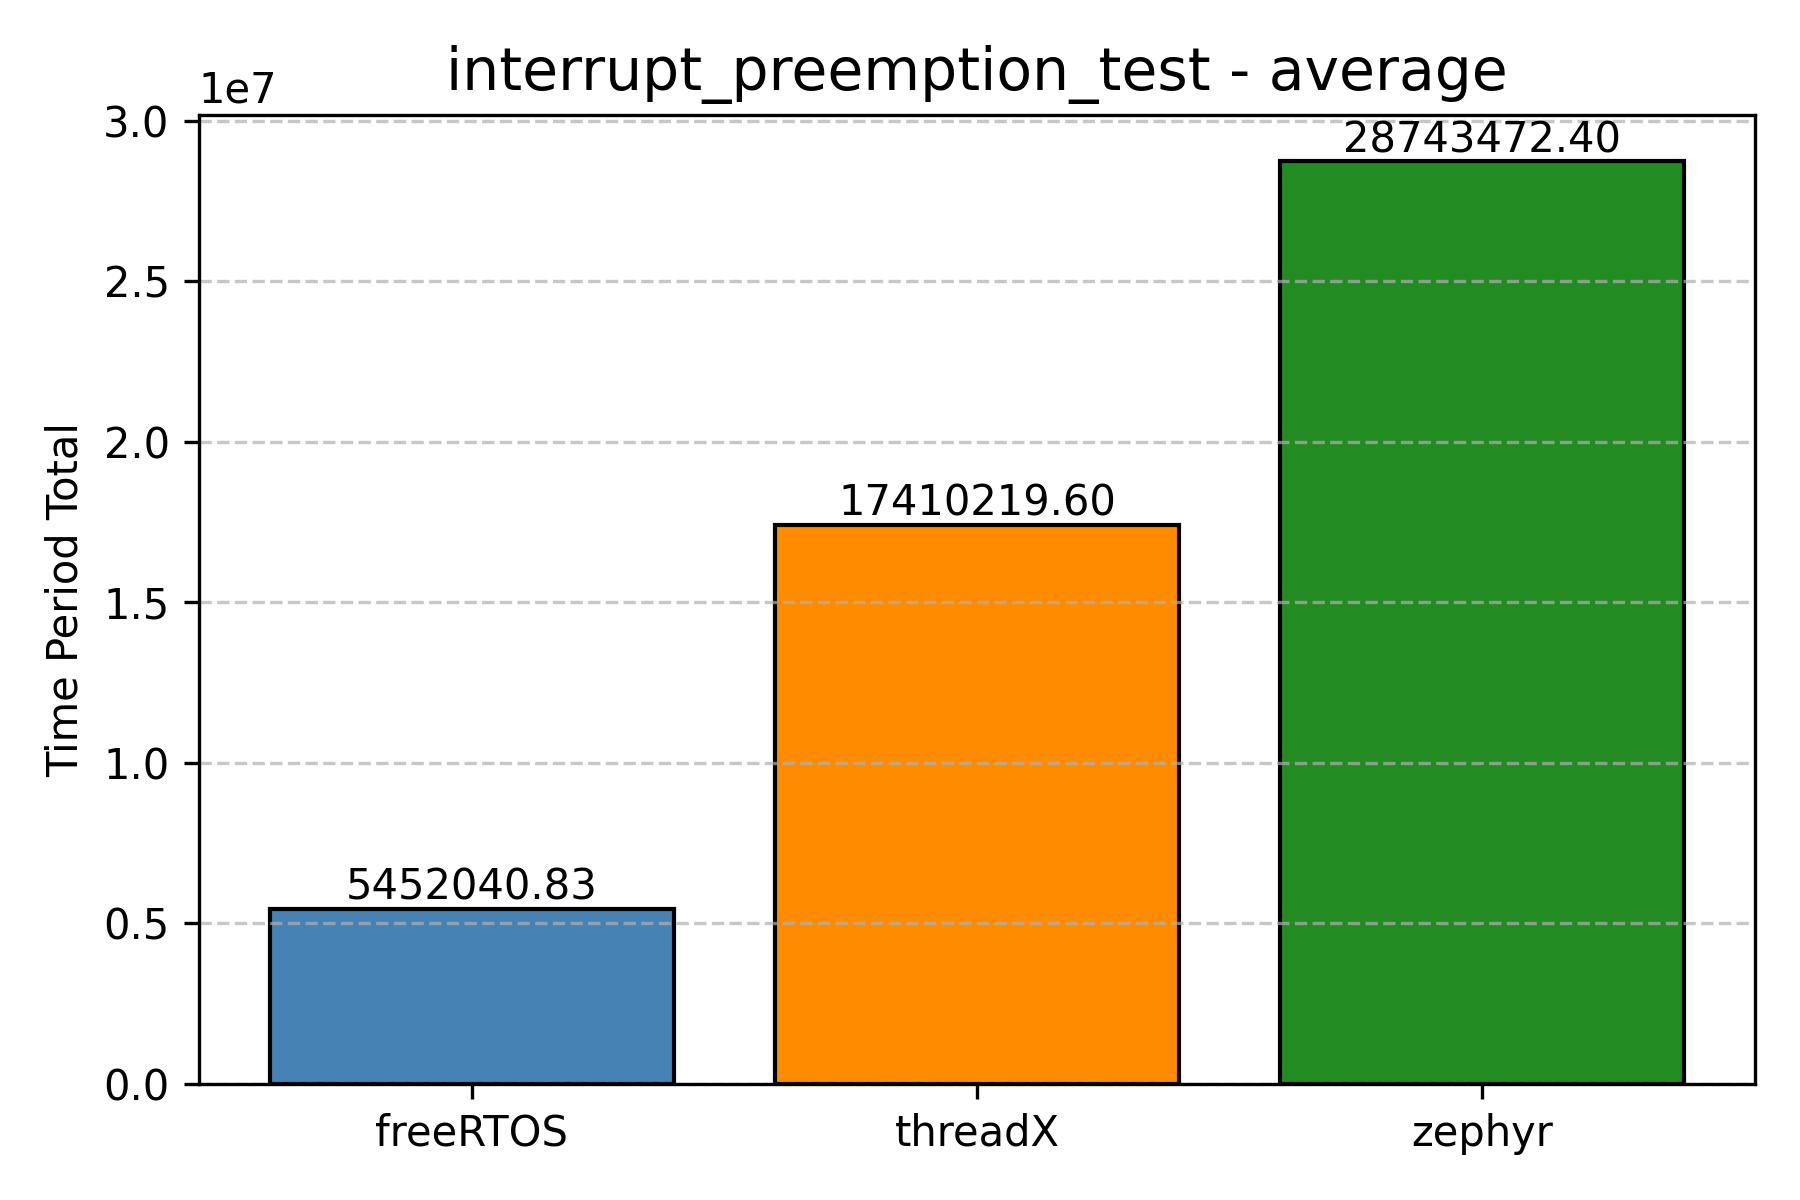 interrupt_preemption_test - average
1e7
3.0
2.5
2.0
1.5
1.0
0.5
0.0
Time Period Total
28743472.40
17410219.60
5452040.83
freeRTOS
threadX
zephyr